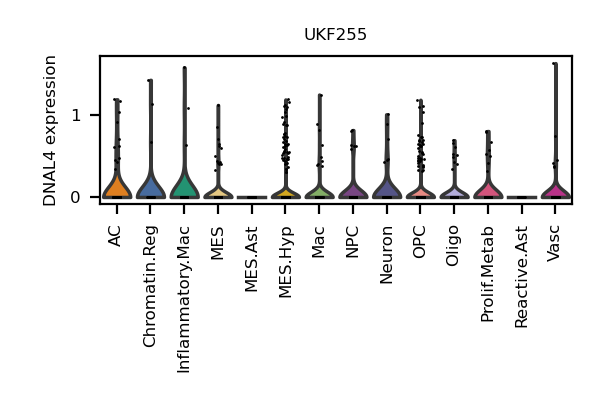 UKF255
DNAL4 expression
1
0
AC
Chromatin.Reg
Inflammatory.Mac
MES
MES.Ast
MES.Hyp
Mac
NPC
Neuron
OPC
Oligo
Prolif.Metab
Reactive.Ast
Vasc